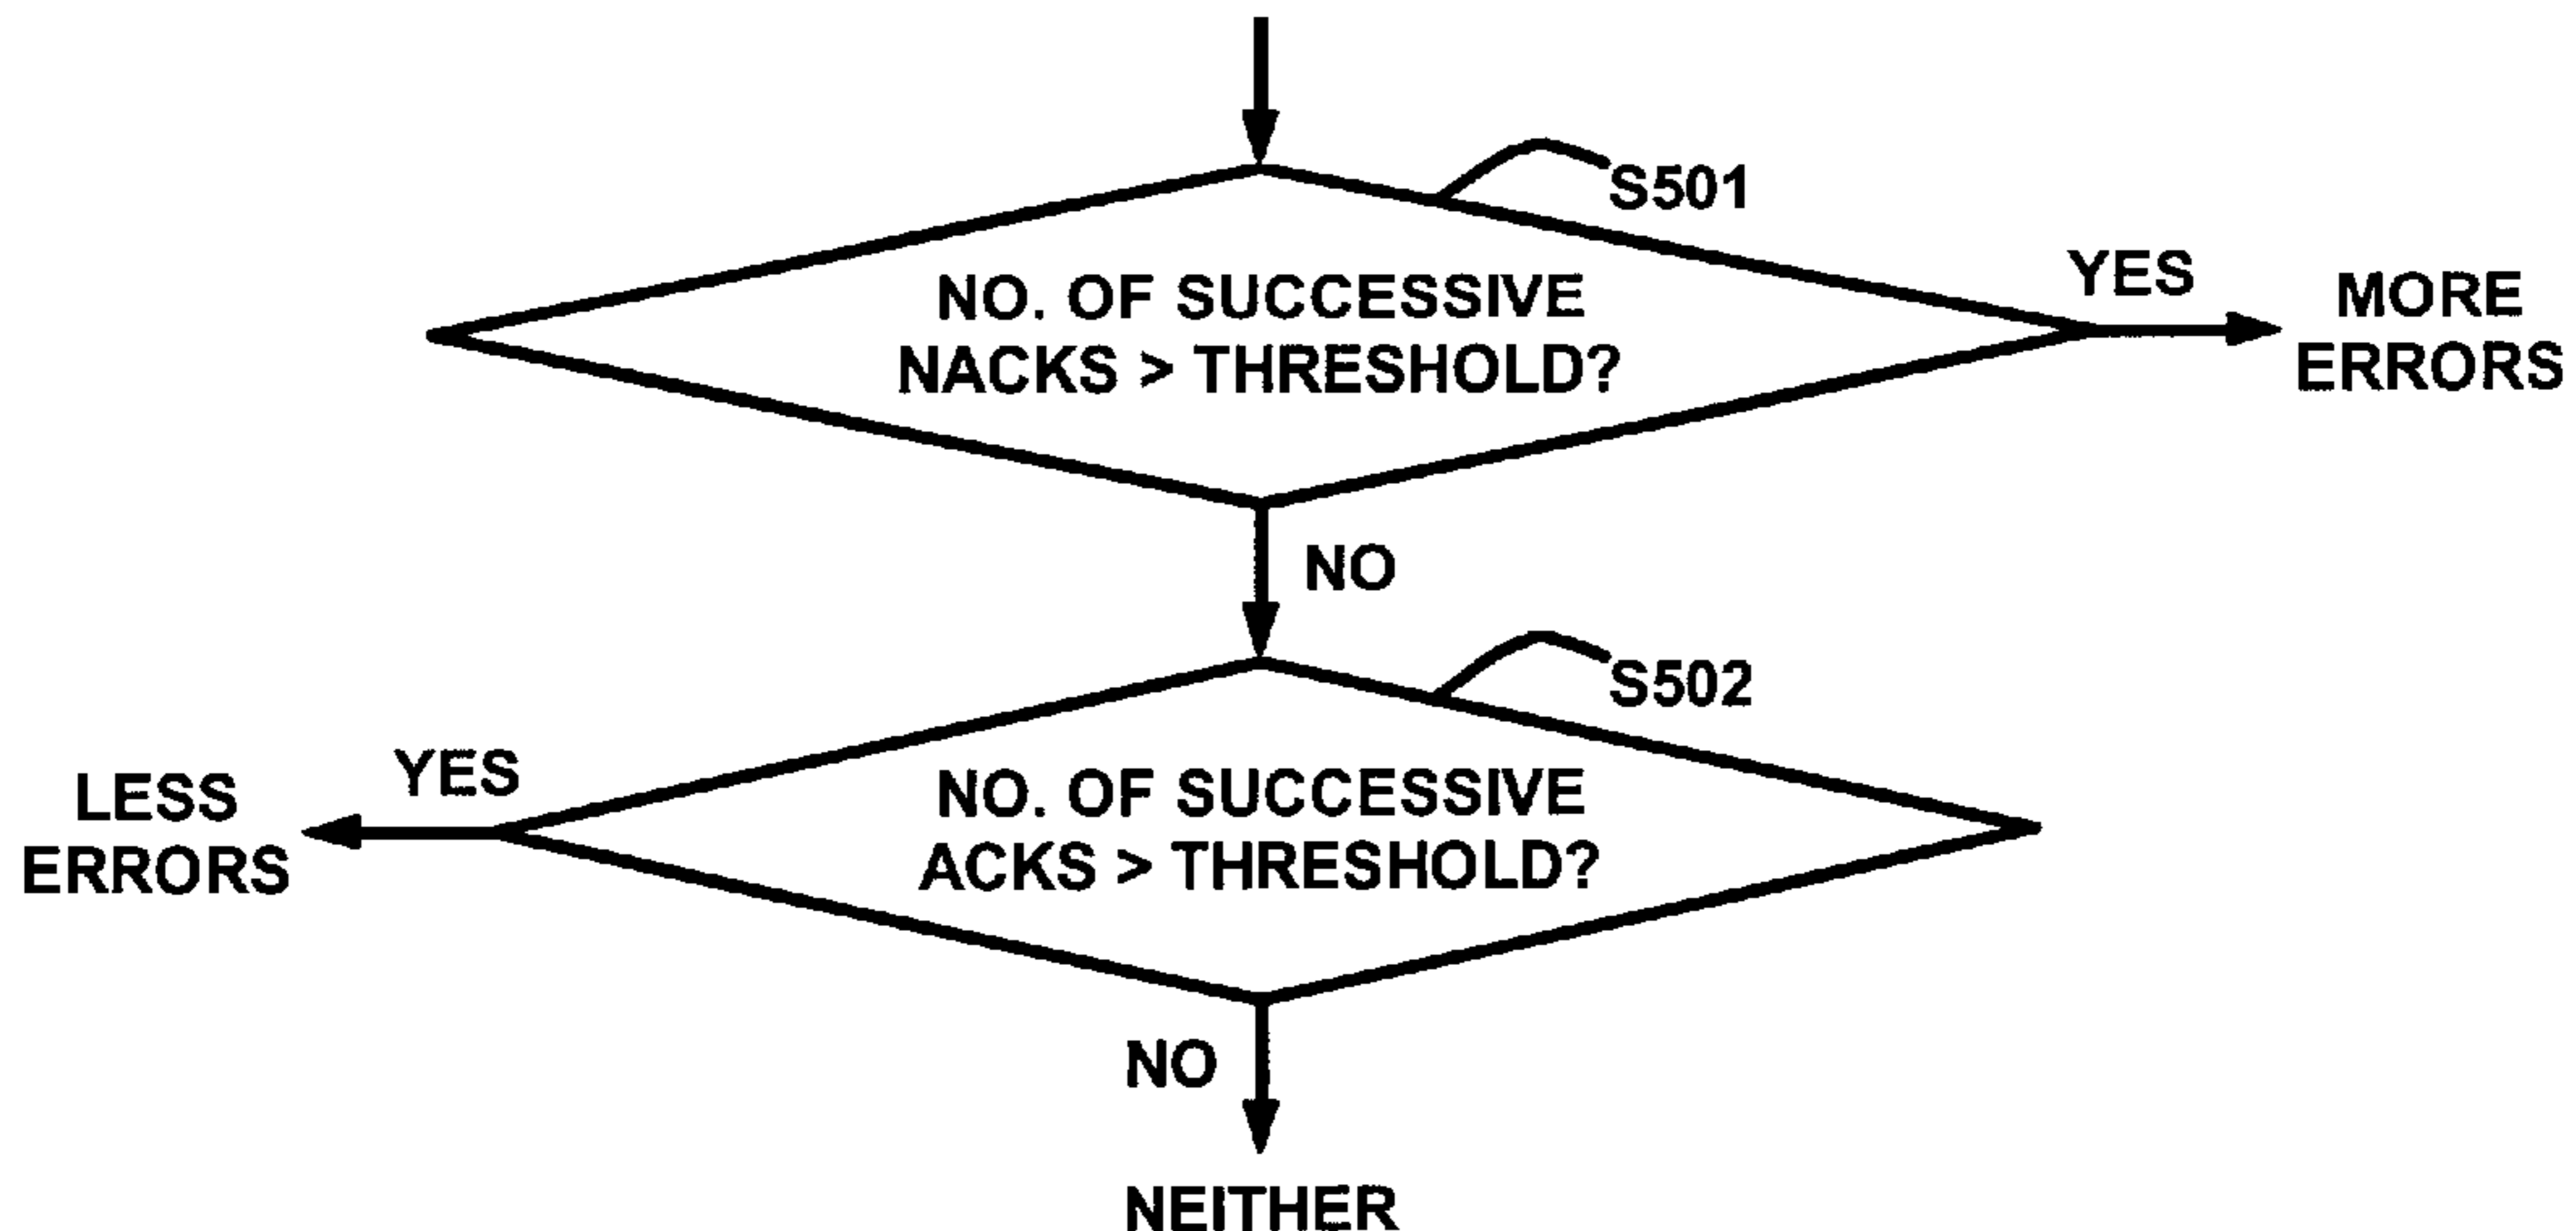 S501
NO. OF SUCCESSIVE
NACKS > THRESHOLD?
YES
MORE
ERRORS
NO
S502
NO. OF SUCCESSIVE
ACKS > THRESHOLD?
YES
LESS
ERRORS
NO
NEITHER